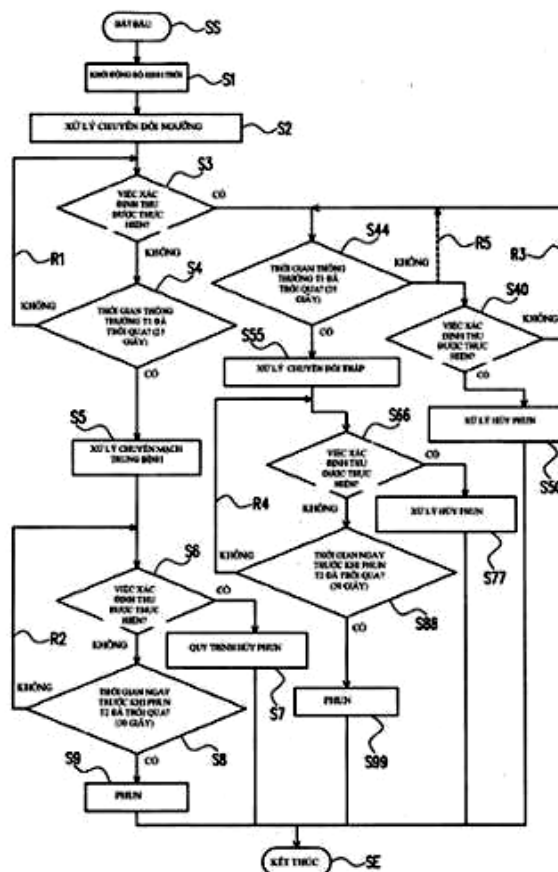 BẮT ĐẦU
SS
KHỞI ĐỘNG BỘ ĐỊNH THỜI
S1
XỬ LÝ CHUYỂN ĐỔI NGƯỠNG
S2
S3
VIỆC XÁC
ĐỊNH THU
ĐƯỢC THỰC
HIỆN?
CÓ
KHÔNG
R1
S4
THỜI GIAN THÔNG
THƯỜNG T1 ĐÃ
TRÔI QUA? (25
GIÂY)
KHÔNG
CÓ
S5
XỬ LÝ CHUYỂN MẠCH
TRUNG BÌNH
S6
VIỆC XÁC
ĐỊNH THU
ĐƯỢC THỰC
HIỆN?
CÓ
KHÔNG
R2
QUY TRÌNH HỦY PHUN
S7
THỜI GIAN NGAY
TRƯỚC KHI PHUN
T2 ĐÃ TRÔI QUA?
(30 GIÂY)
KHÔNG
S8
CÓ
S9
PHUN
S44
THỜI GIAN THÔNG
THƯỜNG T1 ĐÃ
TRÔI QUA? (25
GIÂY)
KHÔNG
R5
R3
CÓ
S40
VIỆC XÁC
ĐỊNH THU
ĐƯỢC THỰC
HIỆN?
KHÔNG
CÓ
XỬ LÝ HỦY PHUN
S50
S55
XỬ LÝ CHUYỂN ĐỔI THẤP
S66
VIỆC XÁC
ĐỊNH THU
ĐƯỢC THỰC
HIỆN?
CÓ
KHÔNG
R4
XỬ LÝ HỦY PHUN
S77
THỜI GIAN NGAY
TRƯỚC KHI PHUN
T2 ĐÃ TRÔI QUA?
(30 GIÂY)
KHÔNG
S88
CÓ
PHUN
S99
KẾT THÚC
SE